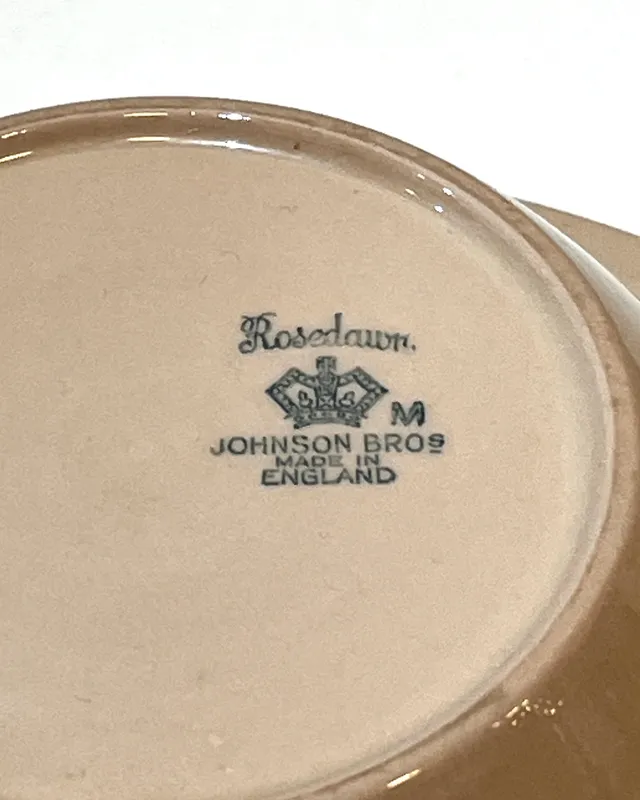 Rosedawn.
M
JOHNSON BROS
MADE IN
ENGLAND